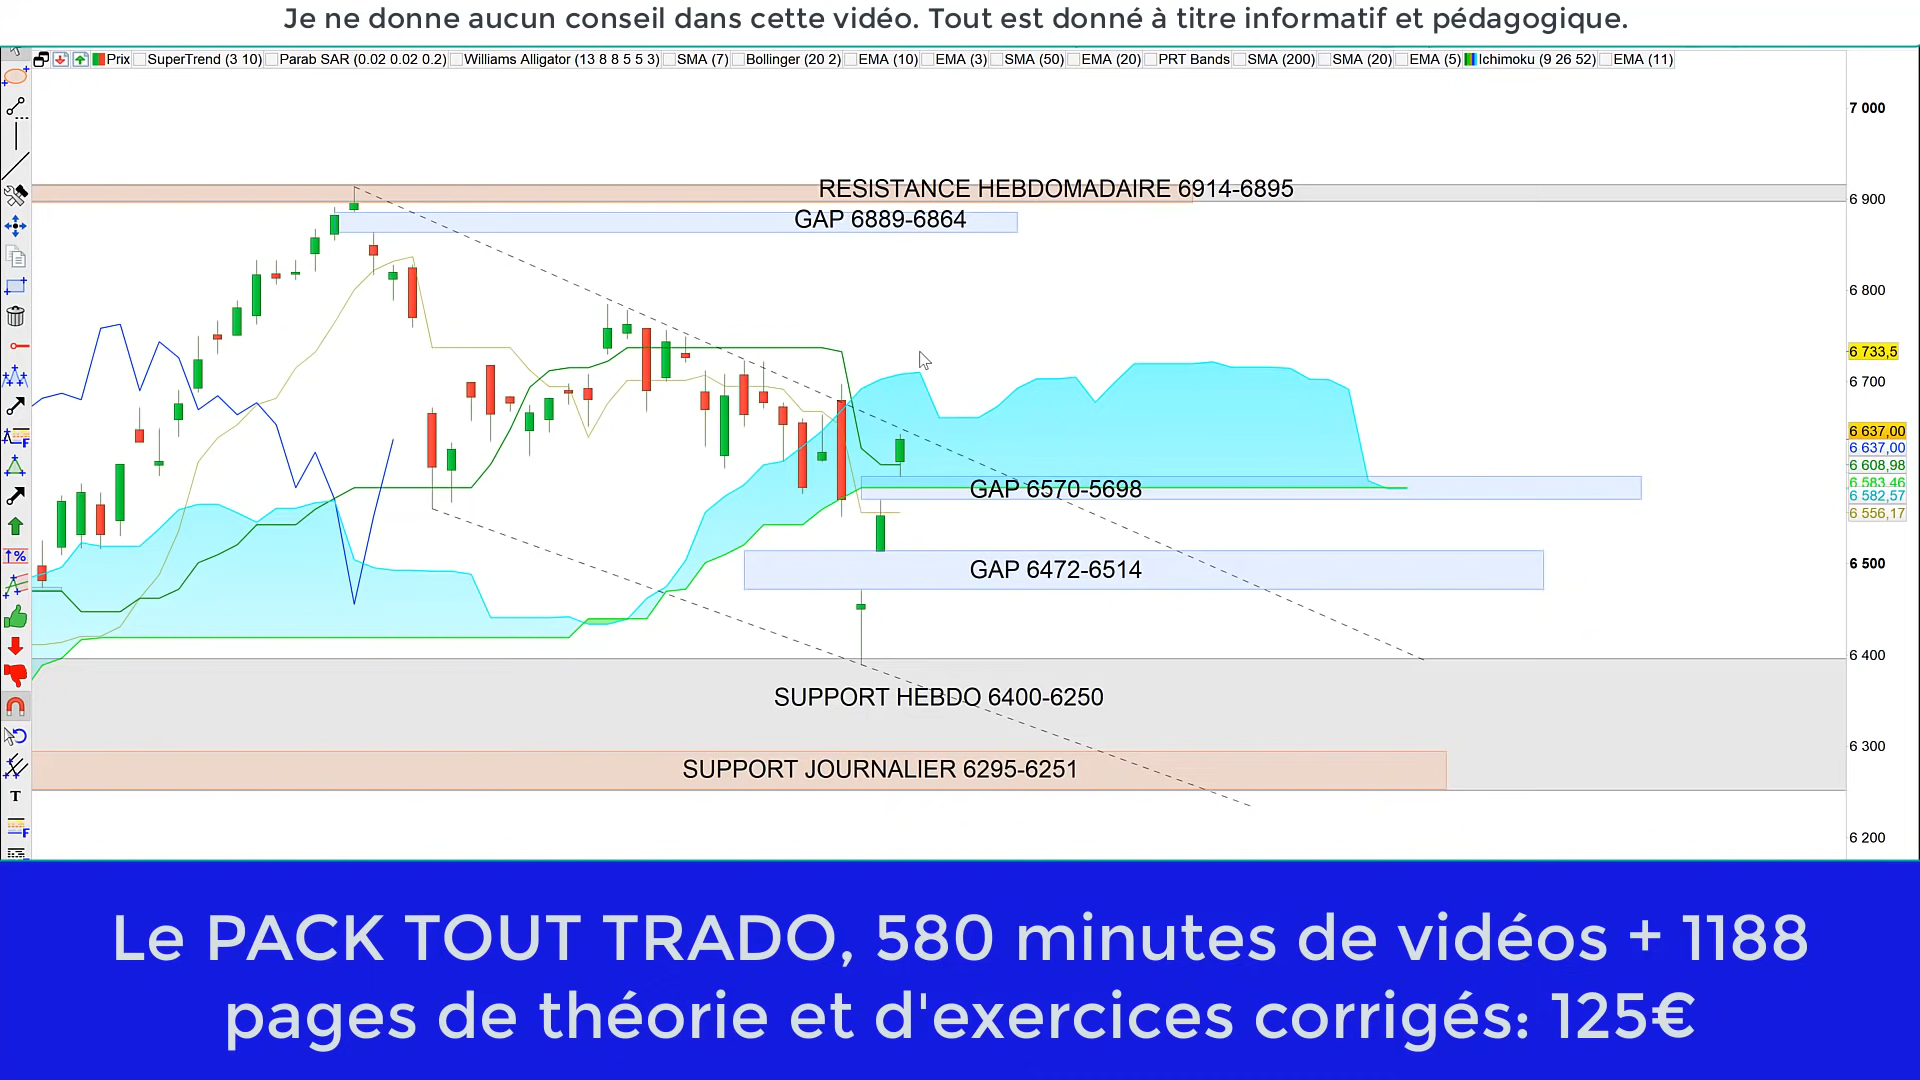 Je ne donne aucun conseil dans cette vidéo. Tout est donné à titre informatif et pédagogique.
Prix SuperTrend (3 10) Parab SAR (0.02 0.02 0.2) Williams Alligator (13 8 8 5 5 3) SMA (7) Bollinger (20 2) EMA (10) EMA (3) SMA (50) EMA (20) PRT Bands SMA (200) SMA (20) EMA (5) Ichimoku (9 26 52) EMA (11)
7 000
RESISTANCE HEBDOMADAIRE 6914-6895
6 900
GAP 6889-6864
6 800
6 733,5
6 700
6 637,00
6 637,00
6 608,98
6 583,46
GAP 6570-5698
6 582,57
6 556,17
6 500
GAP 6472-6514
6 400
SUPPORT HEBDO 6400-6250
6 300
SUPPORT JOURNALIER 6295-6251
6 200
Le PACK TOUT TRADO, 580 minutes de vidéos + 1188
pages de théorie et d'exercices corrigés: 125€